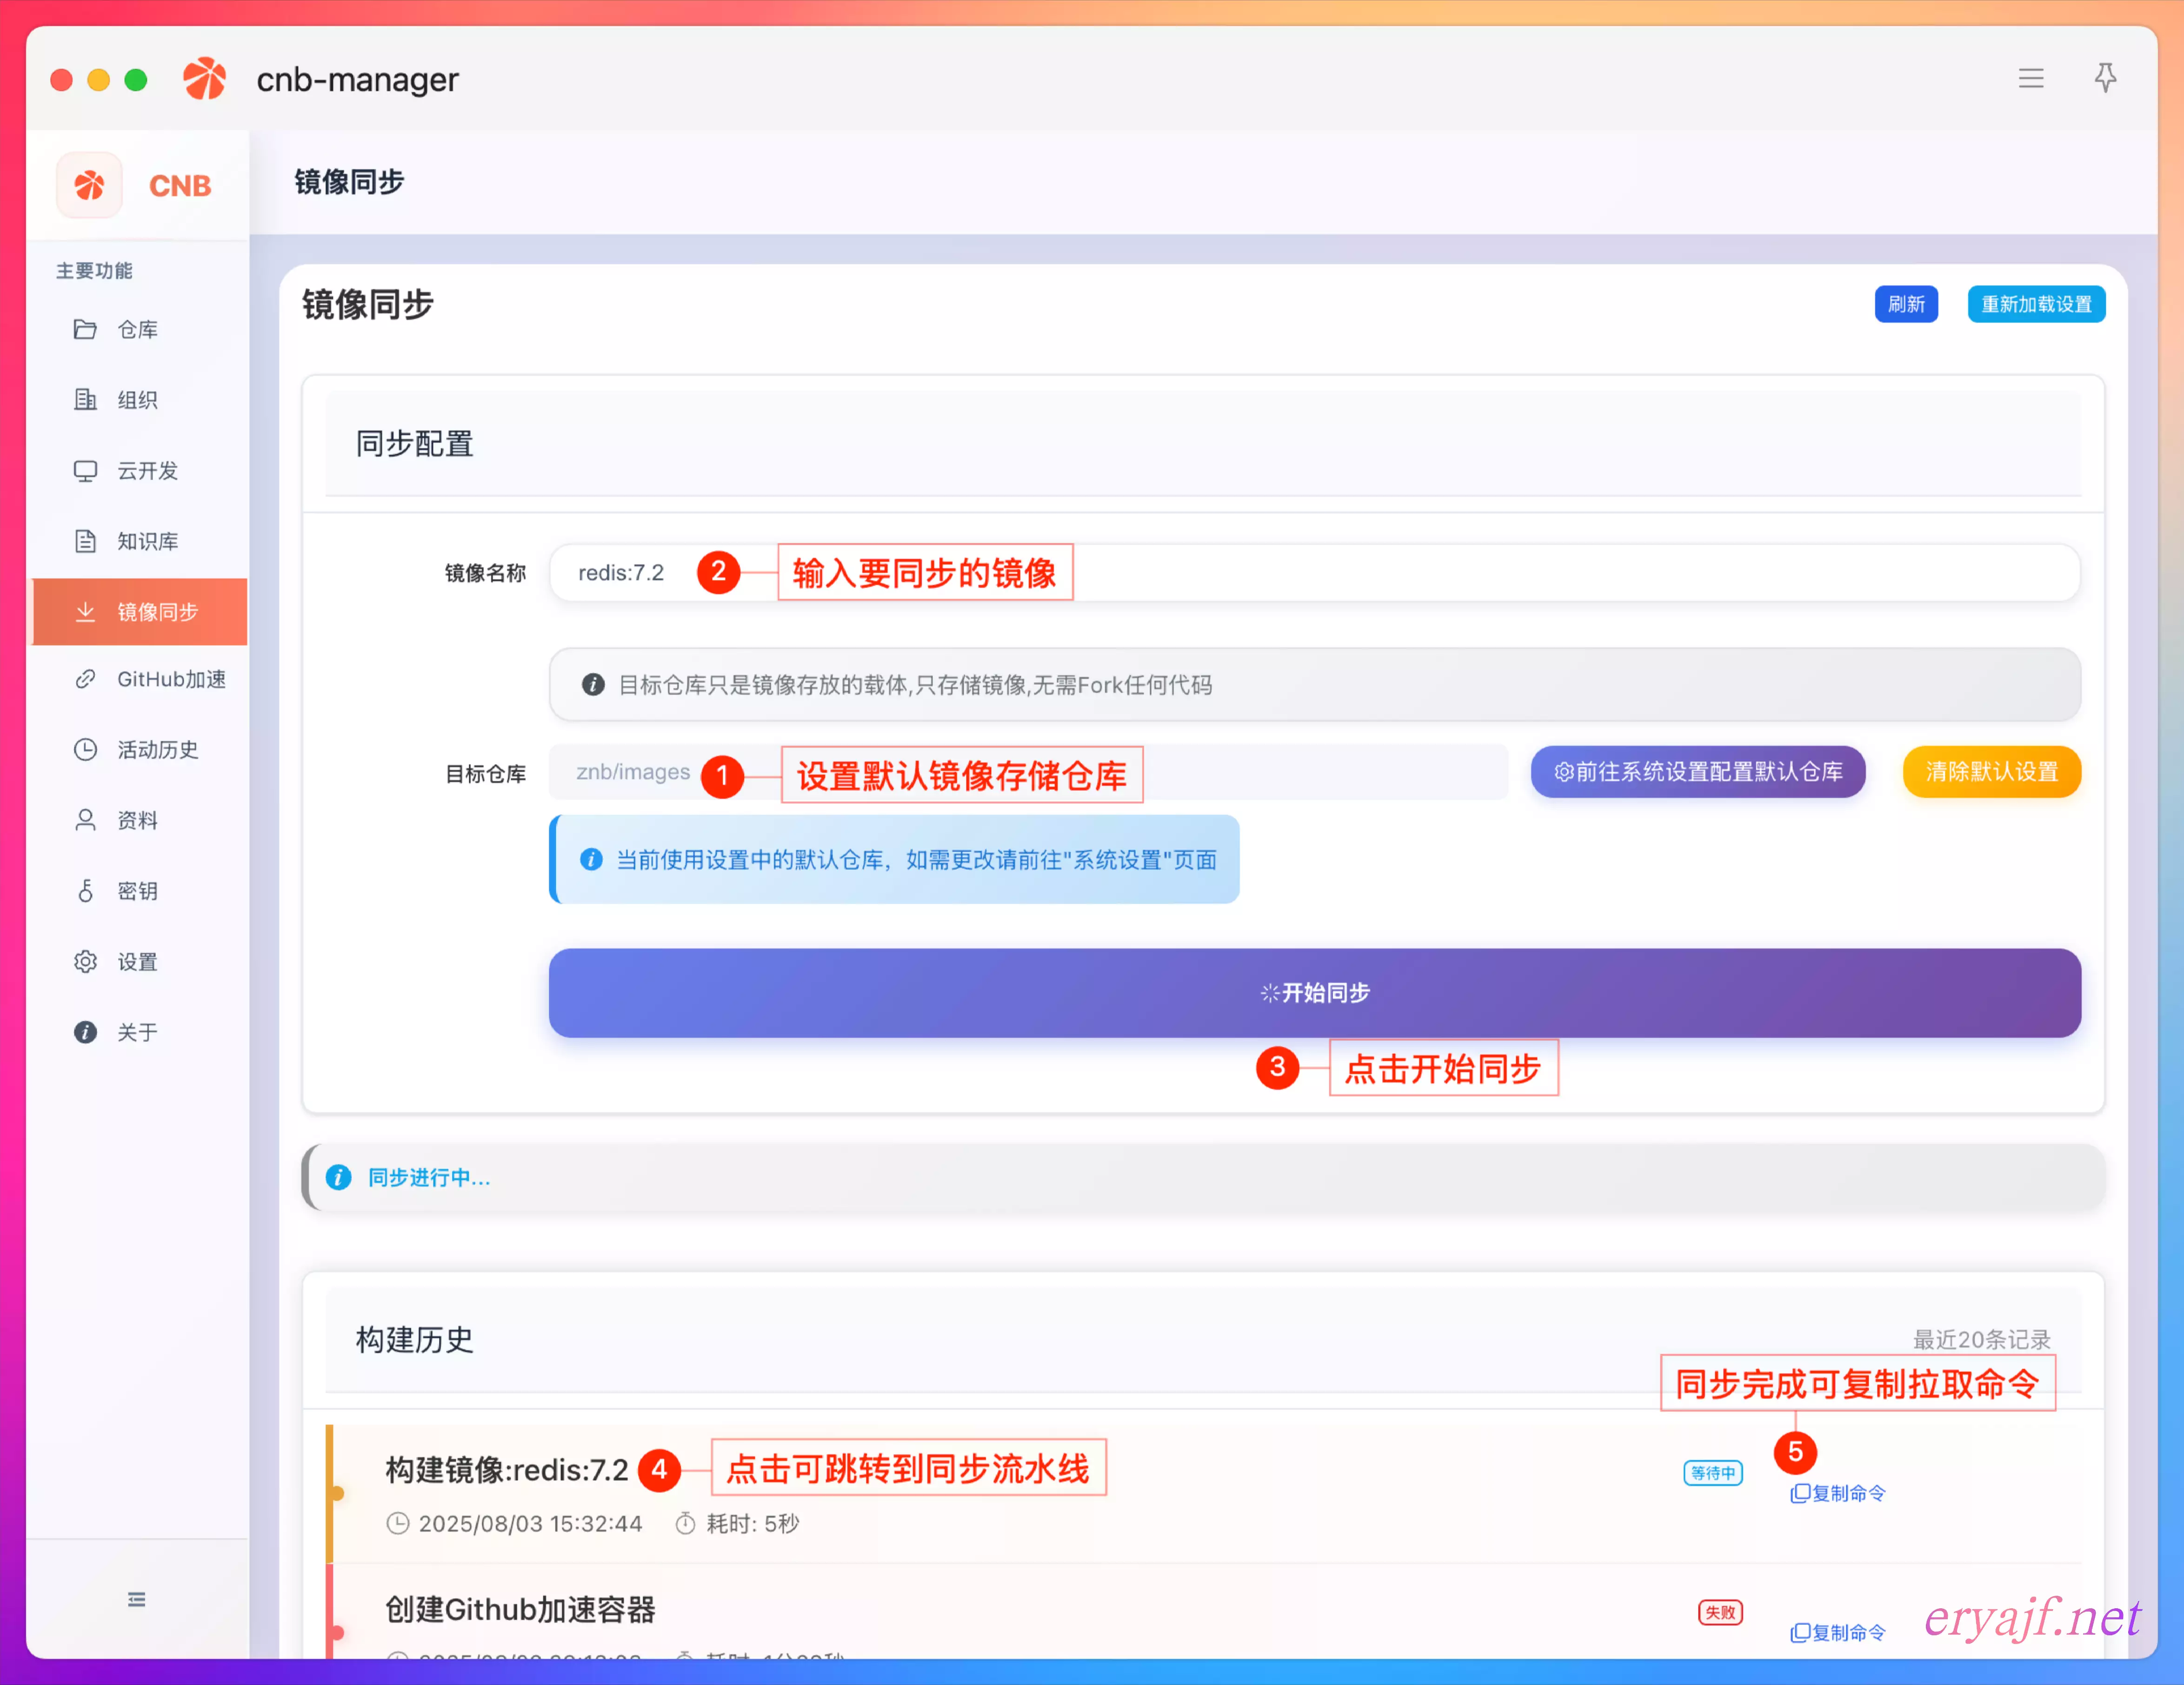 cnb-manager
CNB
主要功能
仓库
组织
云开发
知识库
镜像同步
GitHub加速
活动历史
资料
密钥
设置
关于
镜像同步
镜像同步
刷新
重新加载设置
同步配置
镜像名称
redis:7.2
2
输入要同步的镜像
目标仓库只是镜像存放的载体,只存储镜像,无需Fork任何代码
目标仓库
znb/images
1
设置默认镜像存储仓库
前往系统设置配置默认仓库
清除默认设置
当前使用设置中的默认仓库，如需更改请前往"系统设置"页面
开始同步
3
点击开始同步
同步进行中...
构建历史
最近20条记录
同步完成可复制拉取命令
5
构建镜像:redis:7.2
4
点击可跳转到同步流水线
等待中
复制命令
2025/08/03 15:32:44
耗时: 5秒
创建Github加速容器
失败
复制命令
eryajf.net